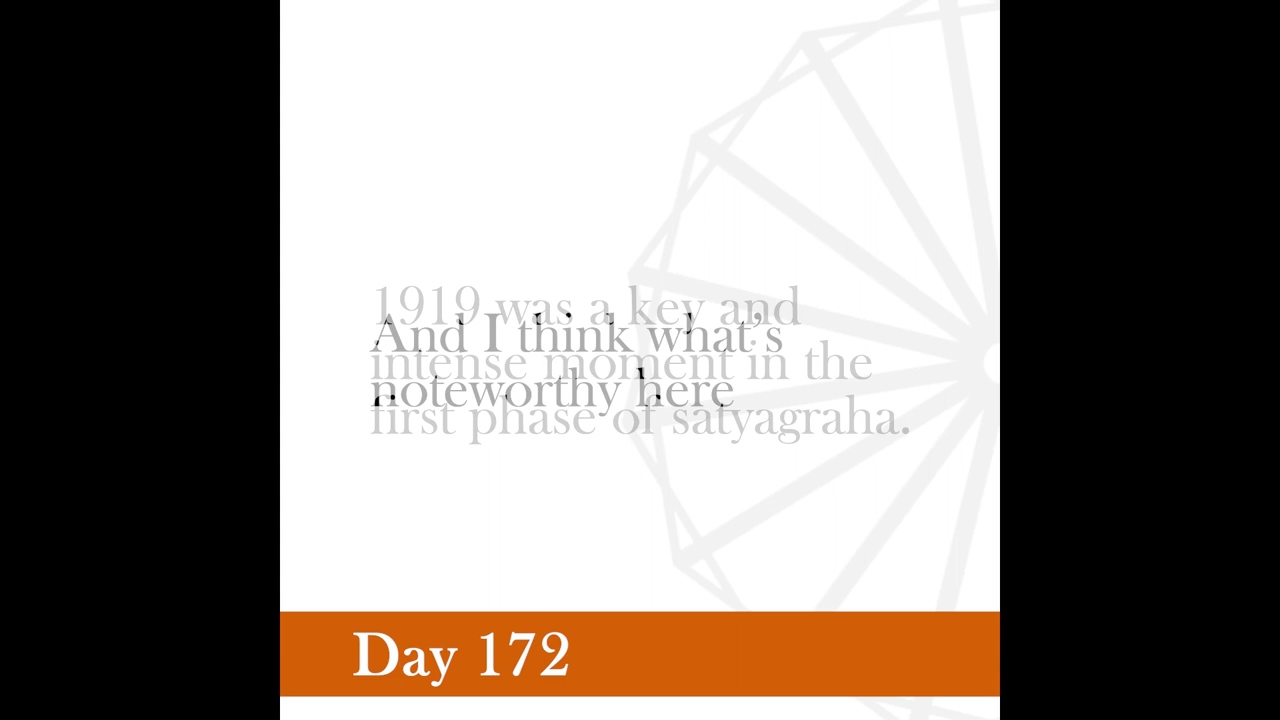 1919 was a key and
intense moment in the
first phase of satyagraha.
And I think what's
noteworthy here
Day 172